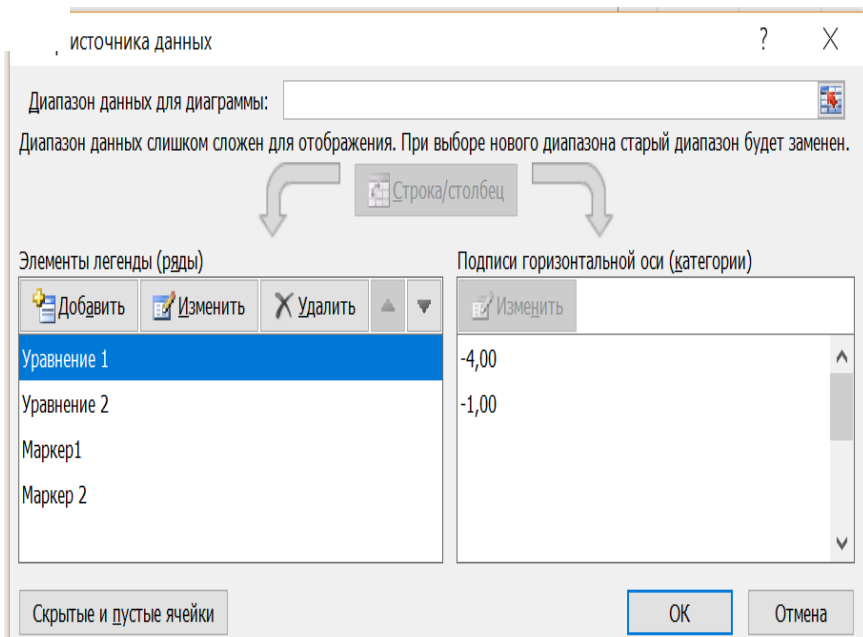 источника данных
?
Диапазон данных для диаграммы:
Диапазон данных слишком сложен для отображения. При выборе нового диапазона старый диапазон будет заменен.
Строка/столбец
Элементы легенды (ряды)
Подписи горизонтальной оси (категории)
Добавить Изменить Удалить
Изменить
Уравнение 1
Уравнение 2
Маркер1
Маркер 2
-4,00
-1,00
Скрытые и пустые ячейки
ОК
Отмена